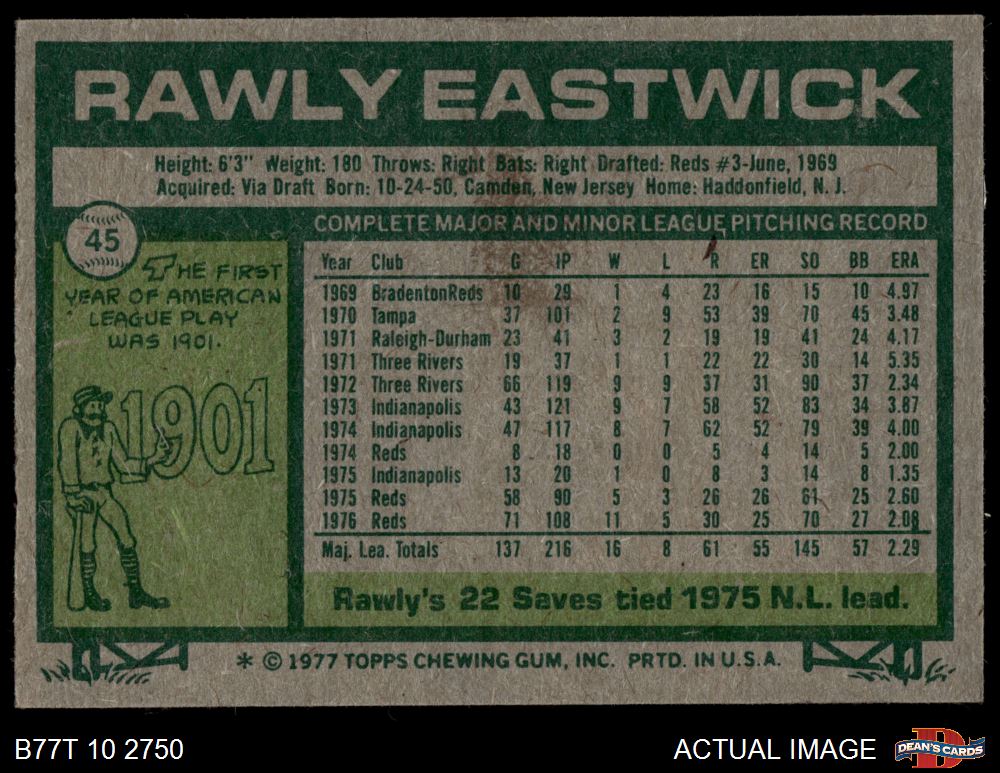 RAWLY EASTWICK
Height: 6'3" Weight: 180 Throws: Right Bats: Right Drafted: Reds #3-June, 1969
Acquired: Via Draft Born: 10-24-50, Camden, New Jersey Home: Haddonfield, N. J.
45
THE FIRST
YEAR OF AMERICAN
LEAGUE PLAY
WAS 1901.
1901
COMPLETE MAJOR AND MINOR LEAGUE PITCHING RECORD
Year Club G IP W L R ER SO BB ERA
1969 BradentonReds 10 29 1 4 23 16 15 10 4.97
1970 Tampa 37 101 2 9 53 39 70 45 3.48
1971 Raleigh-Durham 23 41 3 2 19 19 41 24 4.17
1971 Three Rivers 19 37 1 1 22 22 30 14 5.35
1972 Three Rivers 66 119 9 9 37 31 90 37 2.34
1973 Indianapolis 43 121 9 7 58 52 83 34 3.87
1974 Indianapolis 47 117 8 7 62 52 79 39 4.00
1974 Reds 8 18 0 0 5 4 14 5 2.00
1975 Indianapolis 13 20 1 0 8 3 14 8 1.35
1975 Reds 58 90 5 3 26 26 61 25 2.60
1976 Reds 71 108 11 5 30 25 70 27 2.08
Maj. Lea. Totals 137 216 16 8 61 55 145 57 2.29
Rawly's 22 Saves tied 1975 N.L. lead.
* © 1977 TOPPS CHEWING GUM, INC. PRTD. IN U.S.A.
B77T 10 2750
ACTUAL IMAGE
D
DEAN'S CARDS